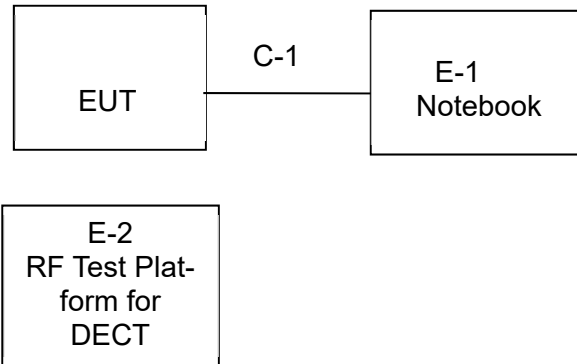 C-1
EUT
E-1
Notebook
E-2
RF Test Plat-
form for
DECT